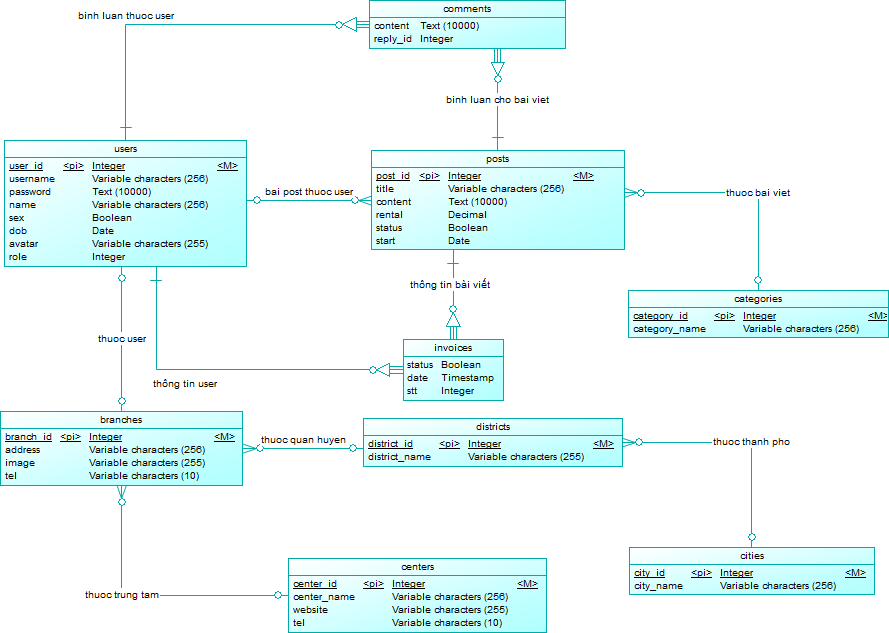 comments
content Text (10000)
reply_id Integer
binh luan thuoc user
binh luan cho bai viet
users
user_id <pi> Integer <M>
username Variable characters (256)
password Text (10000)
name Variable characters (256)
sex Boolean
dob Date
avatar Variable characters (255)
role Integer
bai post thuoc user
posts
post_id <pi> Integer <M>
title Variable characters (256)
content Text (10000)
rental Decimal
status Boolean
start Date
thuoc bai viet
categories
category_id <pi> Integer <M>
category_name Variable characters (256)
thông tin bài viết
invoices
status Boolean
date Timestamp
stt Integer
thuoc user
thông tin user
branches
branch_id <pi> Integer <M>
address Variable characters (256)
image Variable characters (255)
tel Variable characters (10)
thuoc quan huyen
districts
district_id <pi> Integer <M>
district_name Variable characters (255)
thuoc thanh pho
cities
city_id <pi> Integer <M>
city_name Variable characters (256)
thuoc trung tam
centers
center_id <pi> Integer <M>
center_name Variable characters (256)
website Variable characters (255)
tel Variable characters (10)